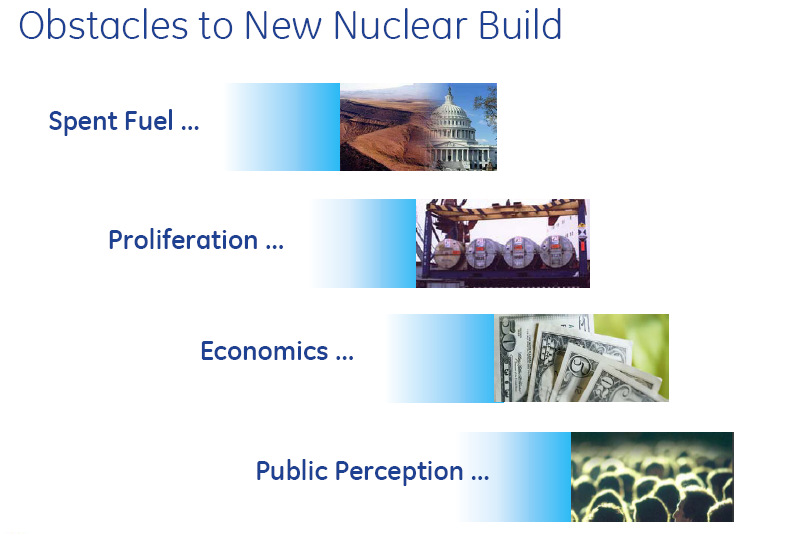 Obstacles to New Nuclear Build
Spent Fuel ...
Proliferation ...
Economics ...
Public Perception ...